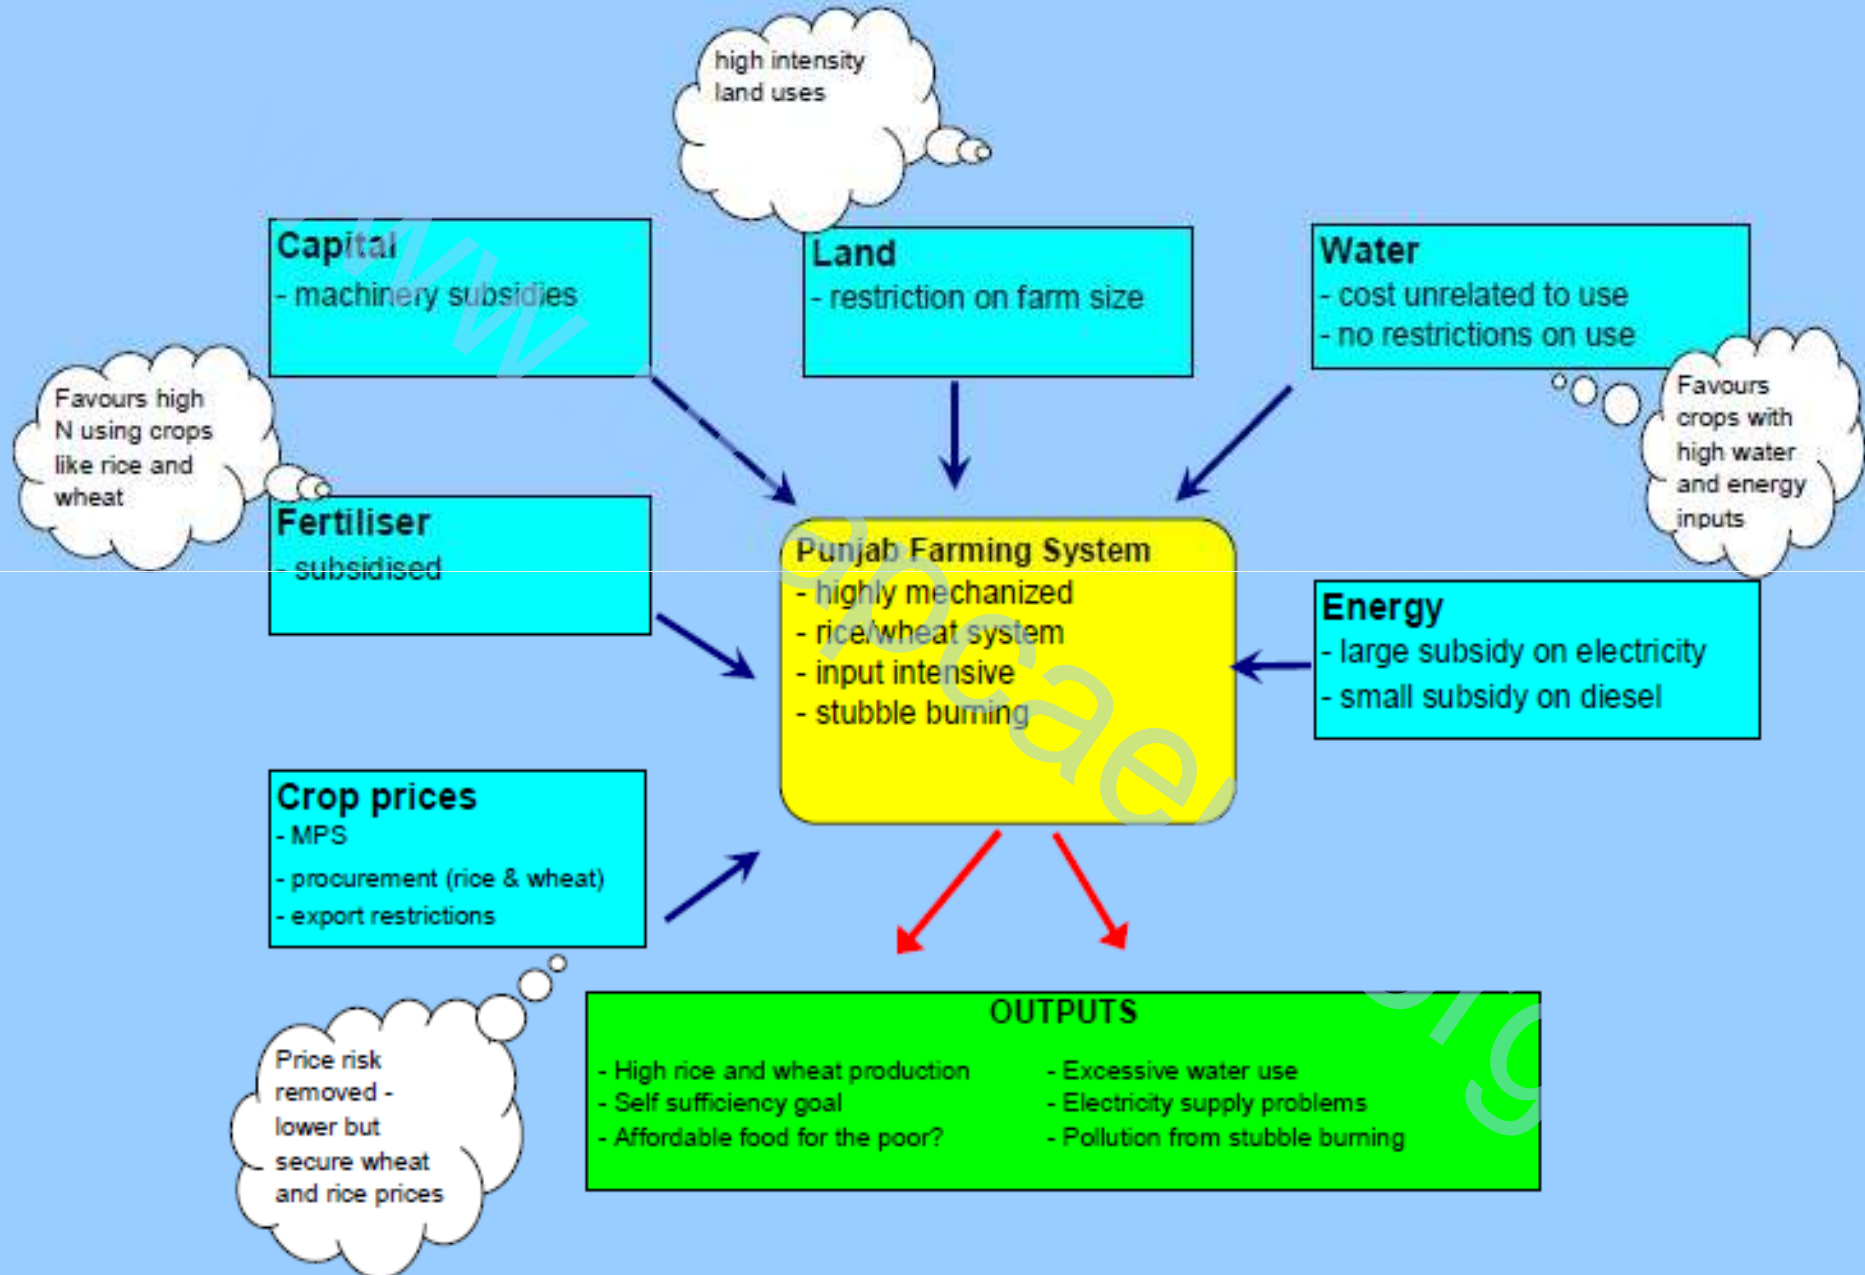 high intensity
land uses
Capital
- machinery subsidies
Land
- restriction on farm size
Water
- cost unrelated to use
- no restrictions on use
Favours high
N using crops
like rice and
wheat
Favours
crops with
high water
and energy
inputs
Fertiliser
- subsidised
Punjab Farming System
- highly mechanized
- rice/wheat system
- input intensive
- stubble burning
Energy
- large subsidy on electricity
- small subsidy on diesel
Crop prices
- MPS
- procurement (rice & wheat)
- export restrictions
Price risk
removed -
lower but
secure wheat
and rice prices
OUTPUTS
- High rice and wheat production
- Self sufficiency goal
- Affordable food for the poor?
- Excessive water use
- Electricity supply problems
- Pollution from stubble burning